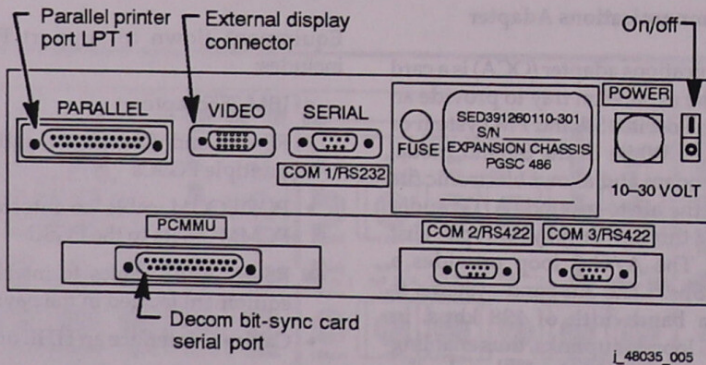 Parallel printer
port LPT 1
External display
connector
On/off
PARALLEL
VIDEO
SERIAL
COM 1/RS232
FUSE
SED391260110-301
S/N
EXPANSION CHASSIS
PGSC 486
POWER
10–30 VOLT
PCMMU
COM 2/RS422
COM 3/RS422
Decom bit-sync card
serial port
j_48035_005